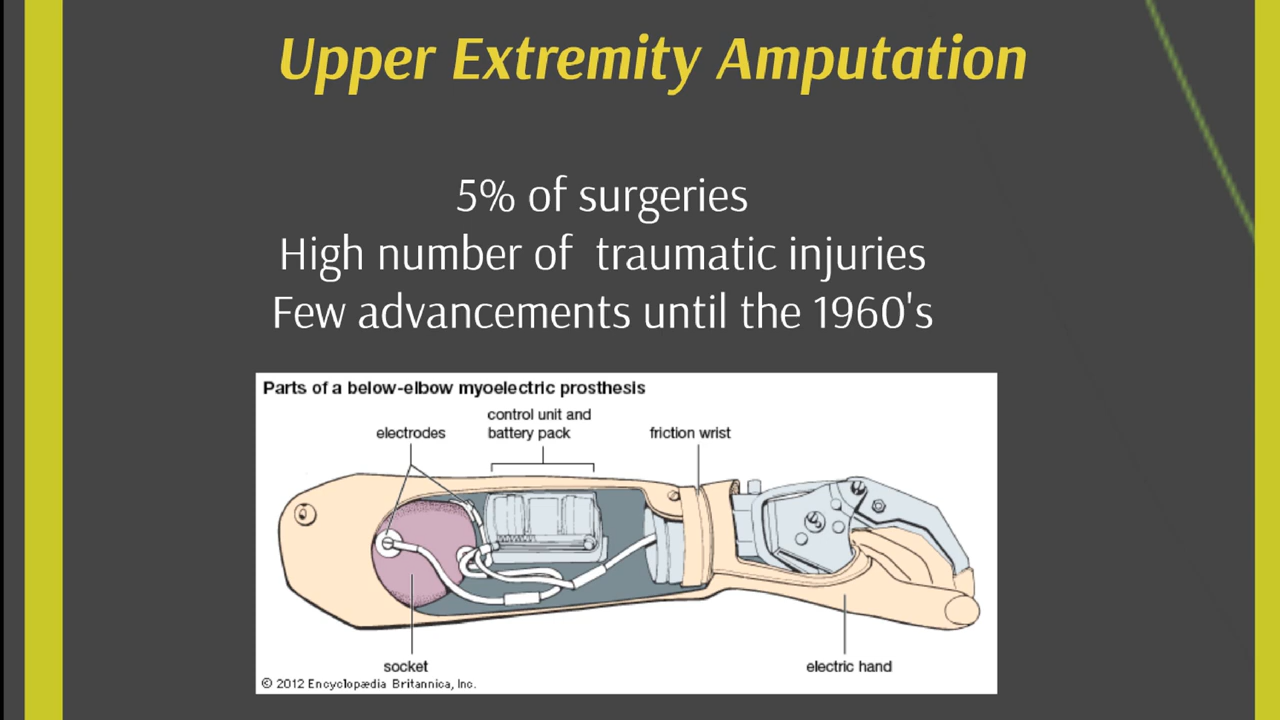 Upper Extremity Amputation
5% of surgeries
High number of  traumatic injuries
Few advancements until the 1960's
Parts of a below-elbow myoelectric prosthesis
control unit and
battery pack
electrodes
friction wrist
socket
electric hand
© 2012 Encyclopædia Britannica, Inc.